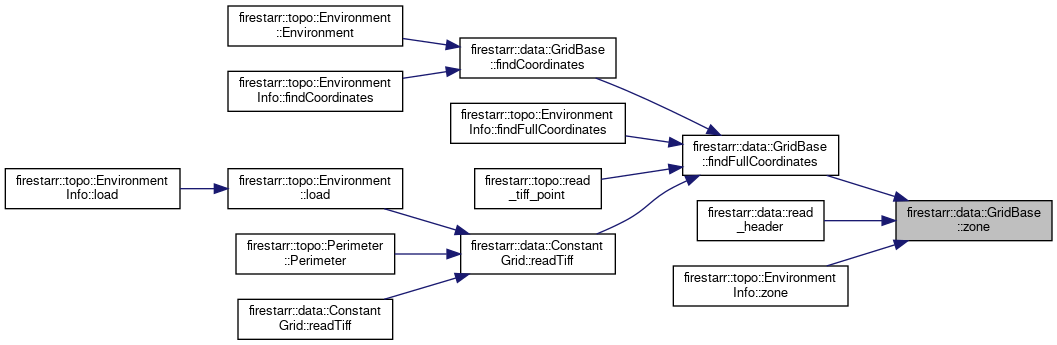 firestarr::topo::Environment
::Environment
firestarr::topo::Environment
Info::findCoordinates
firestarr::data::GridBase
::findCoordinates
firestarr::topo::Environment
Info::findFullCoordinates
firestarr::data::GridBase
::findFullCoordinates
firestarr::topo::Environment
Info::load
firestarr::topo::Environment
::load
firestarr::topo::read
_tiff_point
firestarr::data::read
_header
firestarr::data::GridBase
::zone
firestarr::topo::Perimeter
::Perimeter
firestarr::data::Constant
Grid::readTiff
firestarr::topo::Environment
Info::zone
firestarr::data::Constant
Grid::readTiff